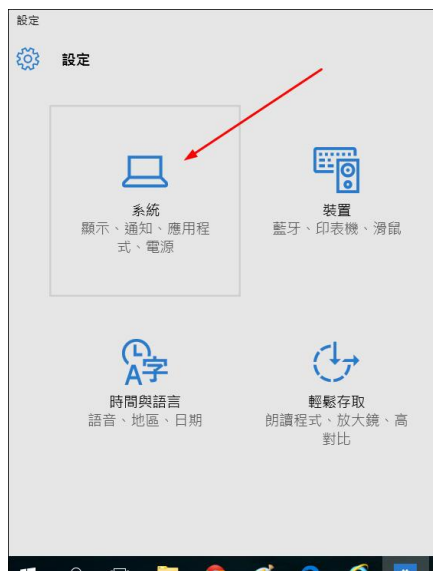 設定
設定
系統
顯示、通知、應用程
式、電源
裝置
藍牙、印表機、滑鼠
時間與語言
語音、地區、日期
輕鬆存取
朗讀程式、放大鏡、高
對比